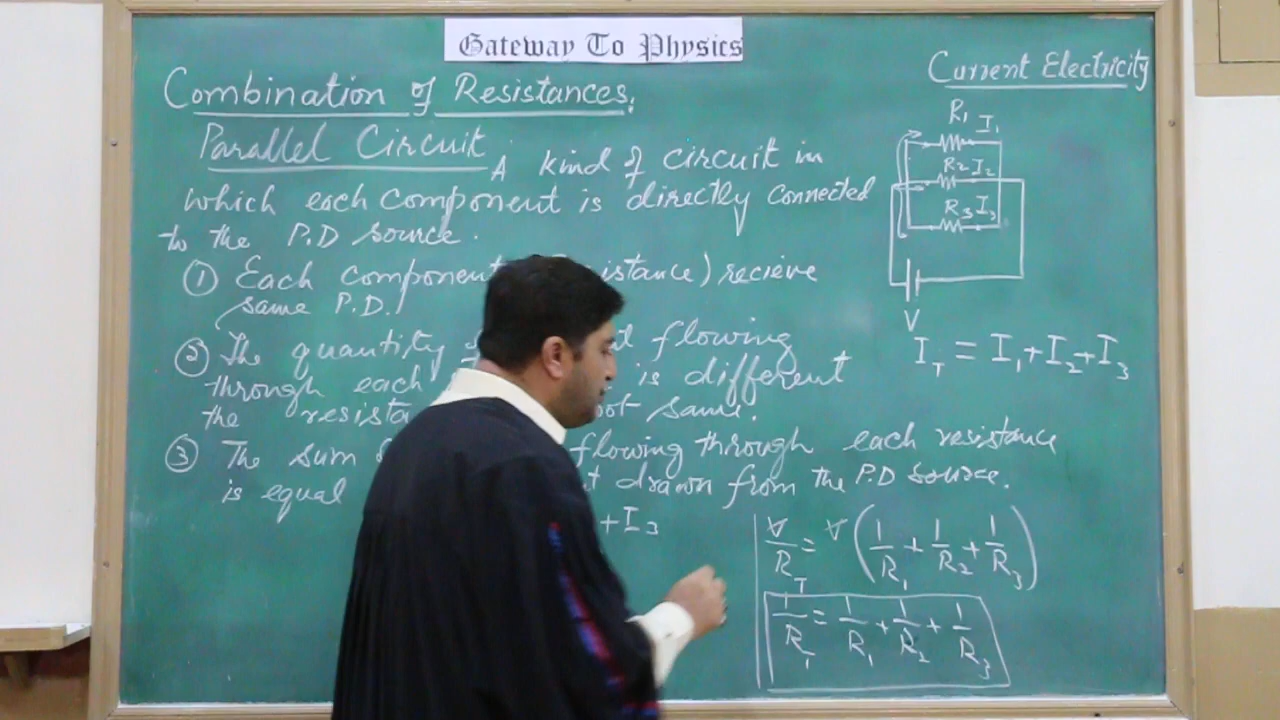 Gateway To Physics
Current Electricity
Combination of Resistances.
Parallel Circuit A kind of circuit in
which each component is directly connected
to the P.D source.
① Each component istance) recieve
same P.D.
② The quantity flowing
through each is different
the resista not same.
③ The sum flowing through each resistance
is equal drawn from the P.D source.
+I3
R1 I1
R2 I2
R3 I3
V
IT = I1+I2+I3
V/RT = V(1/R1+1/R2+1/R3)
1/RT = 1/R1+1/R2+1/R3